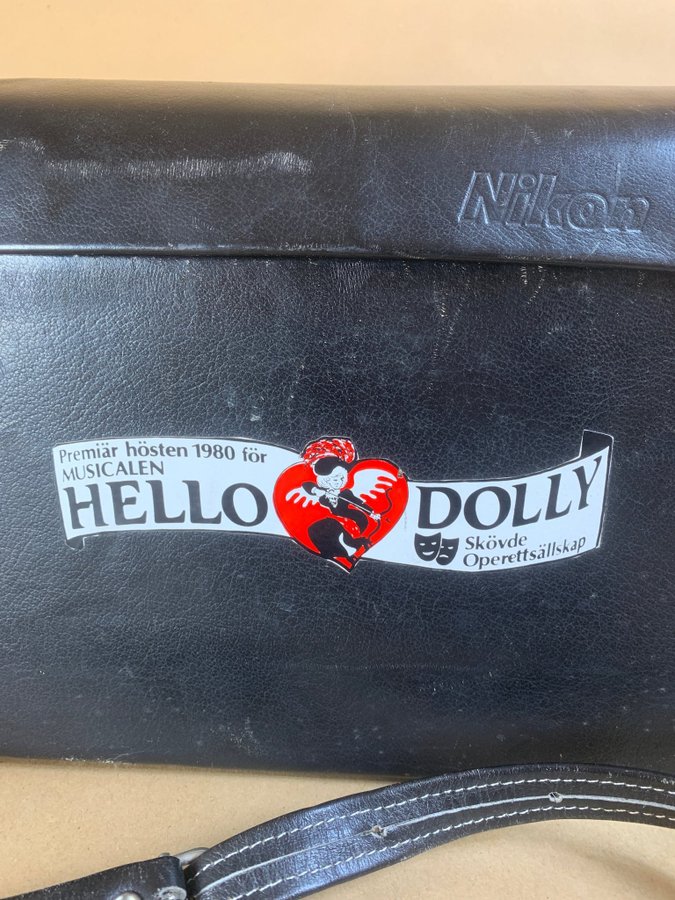 Nikon
Premiär hösten 1980 för
MUSICALEN
HELLO DOLLY
Skövde
Operettsällskap